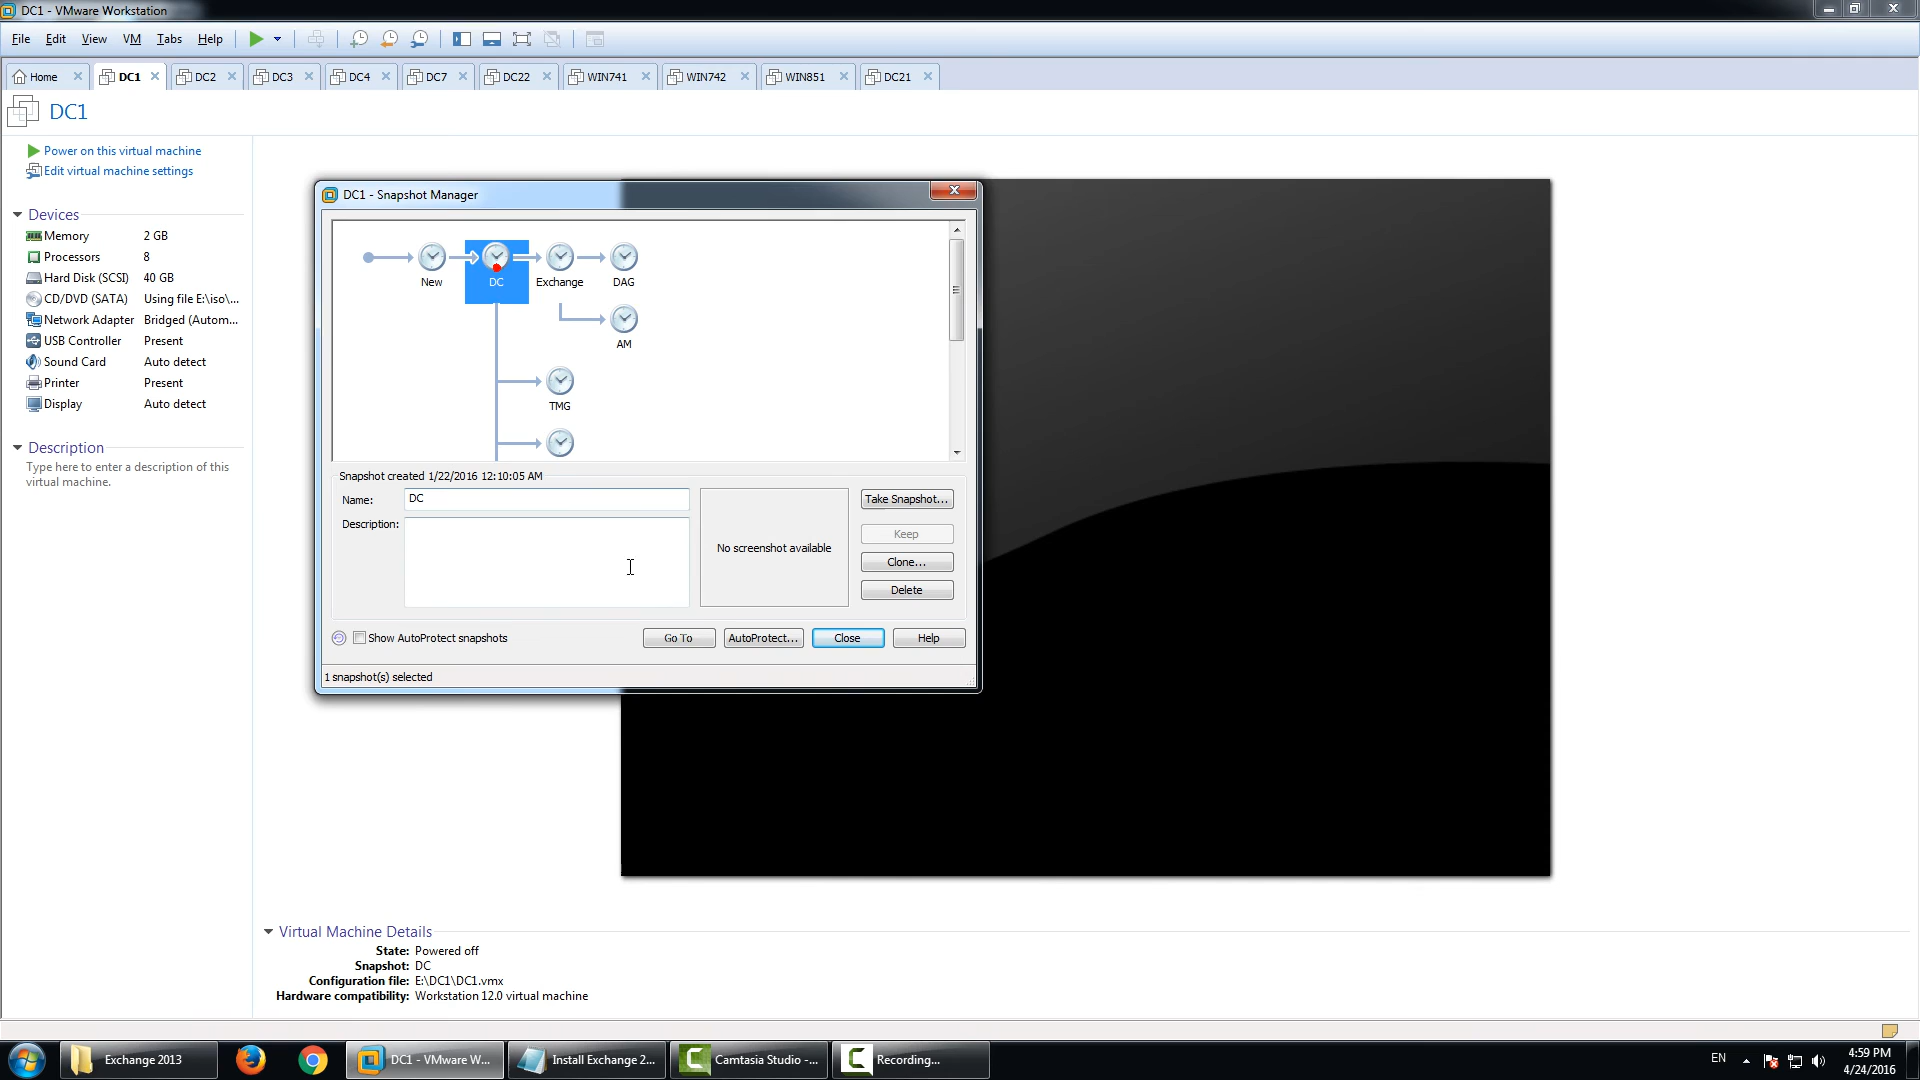 DC1 - VMware Workstation
File Edit View VM Tabs Help
Home DC1 DC2 DC3 DC4 DC7 DC22 WIN741 WIN742 WIN851 DC21
DC1
Power on this virtual machine
Edit virtual machine settings
Devices
Memory 2 GB
Processors 8
Hard Disk (SCSI) 40 GB
CD/DVD (SATA) Using file E:\iso\...
Network Adapter Bridged (Autom...
USB Controller Present
Sound Card Auto detect
Printer Present
Display Auto detect
Description
Type here to enter a description of this
virtual machine.
DC1 - Snapshot Manager
New DC Exchange DAG
AM
TMG
Snapshot created 1/22/2016 12:10:05 AM
Name: DC
Description:
No screenshot available
Take Snapshot...
Keep
Clone...
Delete
Show AutoProtect snapshots
Go To AutoProtect... Close Help
1 snapshot(s) selected
Virtual Machine Details
State: Powered off
Snapshot: DC
Configuration file: E:\DC1\DC1.vmx
Hardware compatibility: Workstation 12.0 virtual machine
Exchange 2013 DC1 - VMware W... Install Exchange 2... Camtasia Studio -... Recording... EN 4:59 PM
4/24/2016